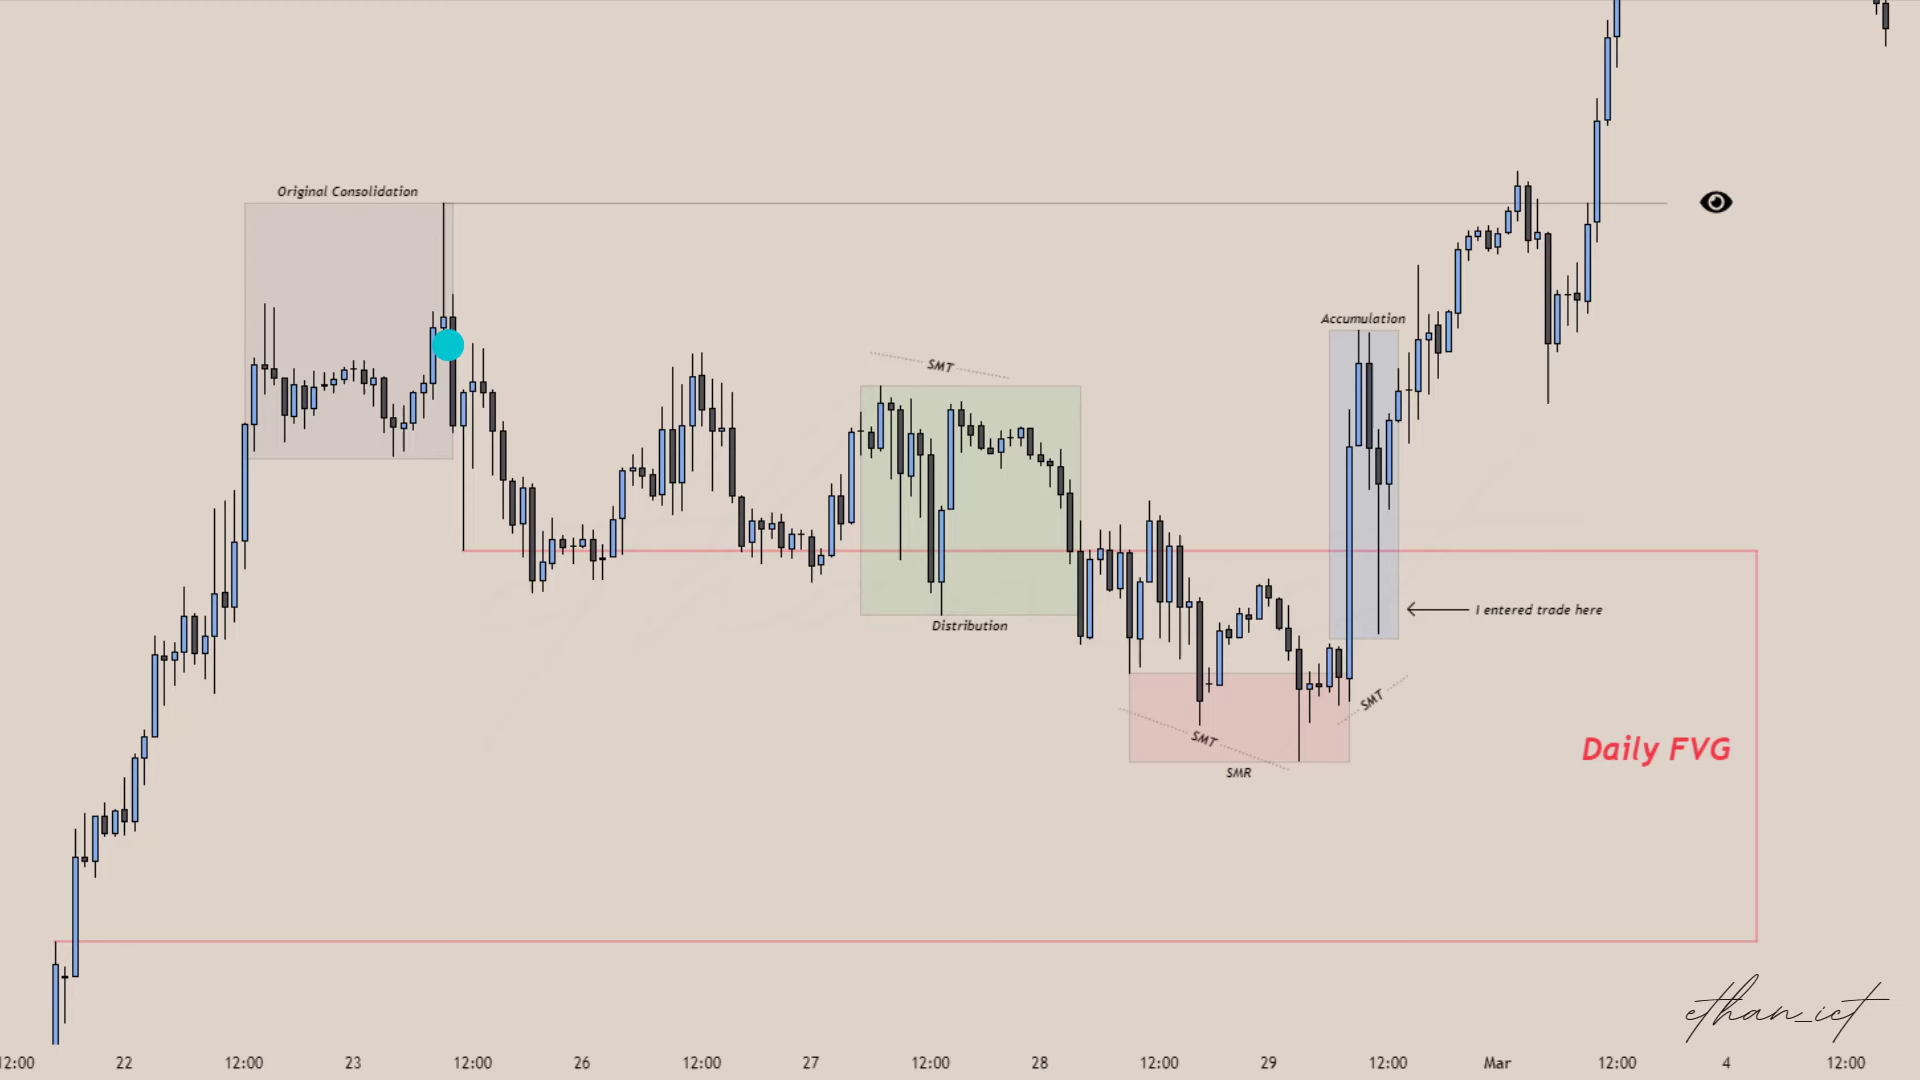 Original Consolidation
Accumulation
SMT
I entered trade here
Distribution
SMT
SMT
Daily FVG
SMR
ethan_ict
12:00 22 12:00 23 12:00 26 12:00 27 12:00 28 12:00 29 12:00 Mar 12:00 4 12:00